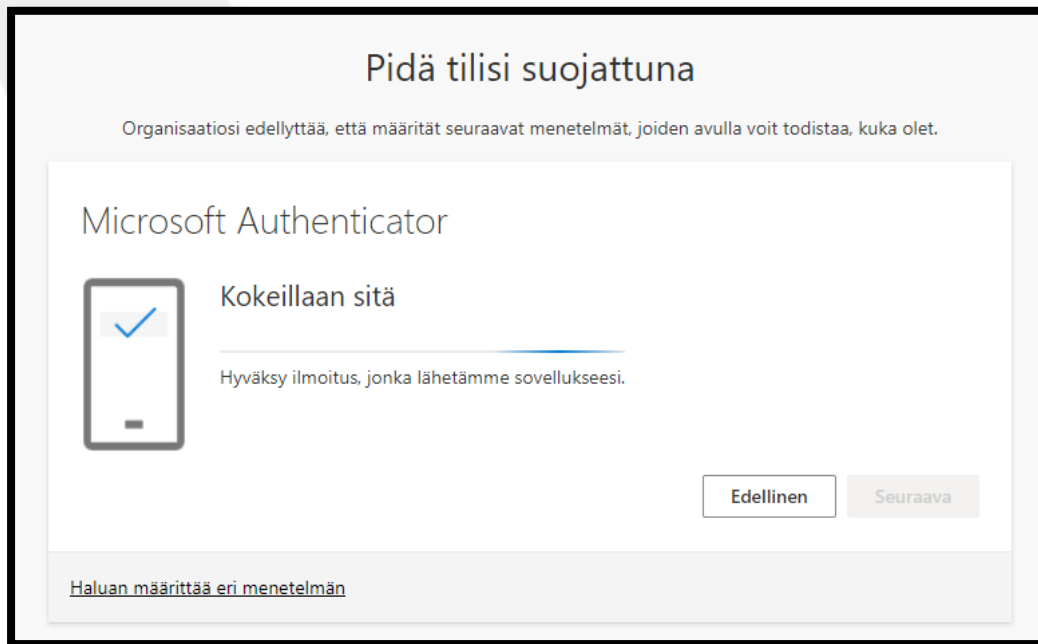 Pidä tilisi suojattuna
Organisaatiosi edellyttää, että määrität seuraavat menetelmät, joiden avulla voit todistaa, kuka olet.
Microsoft Authenticator
Kokeillaan sitä
Hyväksy ilmoitus, jonka lähetämme sovellukseesi.
Edellinen
Seuraava
Haluan määrittää eri menetelmän